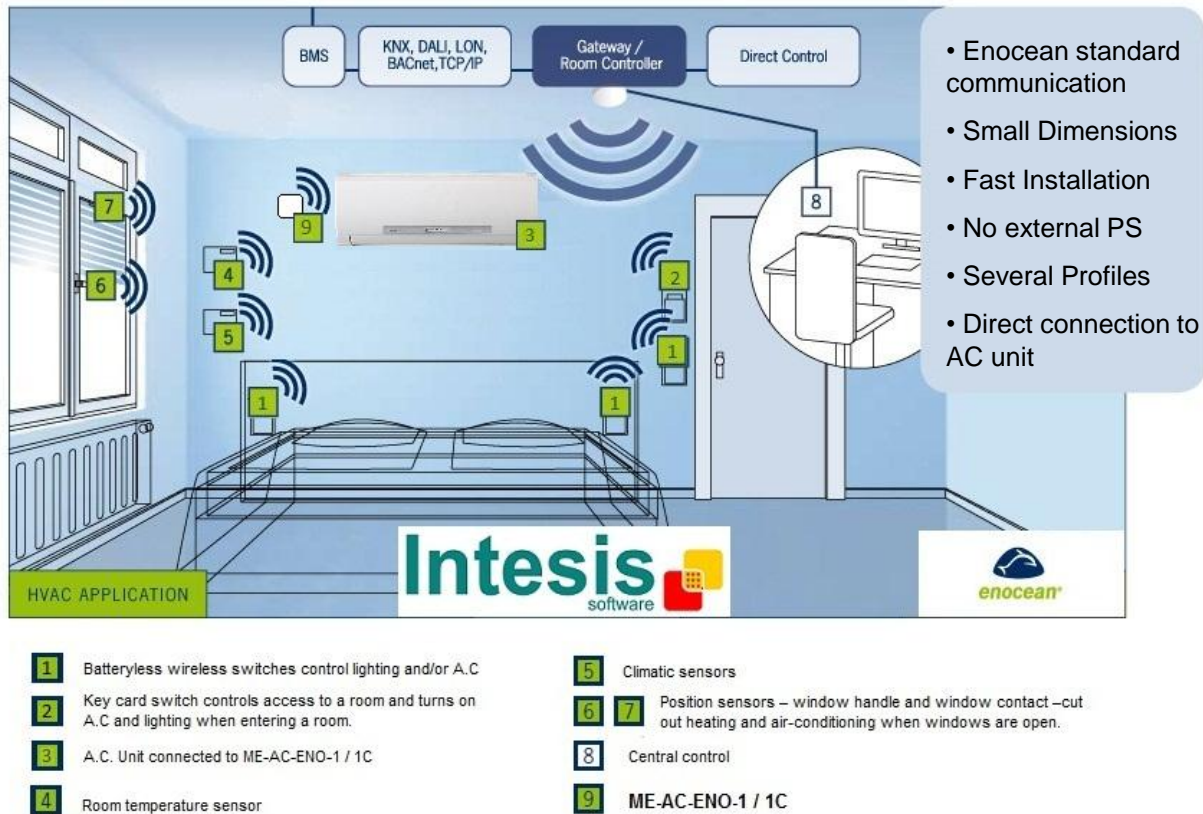 BMS
KNX, DALI, LON,
BACnet,TCP/IP
Gateway /
Room Controller
Direct Control
• Enocean standard
communication
• Small Dimensions
• Fast Installation
• No external PS
• Several Profiles
• Direct connection to
AC unit
7
6
9
4
5
3
2
1
8
1
1
HVAC APPLICATION
Intesis
software
enocean®
1 Batteryless wireless switches control lighting and/or A.C
2 Key card switch controls access to a room and turns on
A.C and lighting when entering a room.
3 A.C. Unit connected to ME-AC-ENO-1 / 1C
4 Room temperature sensor
5 Climatic sensors
6 7 Position sensors – window handle and window contact –cut
out heating and air-conditioning when windows are open.
8 Central control
9 ME-AC-ENO-1 / 1C